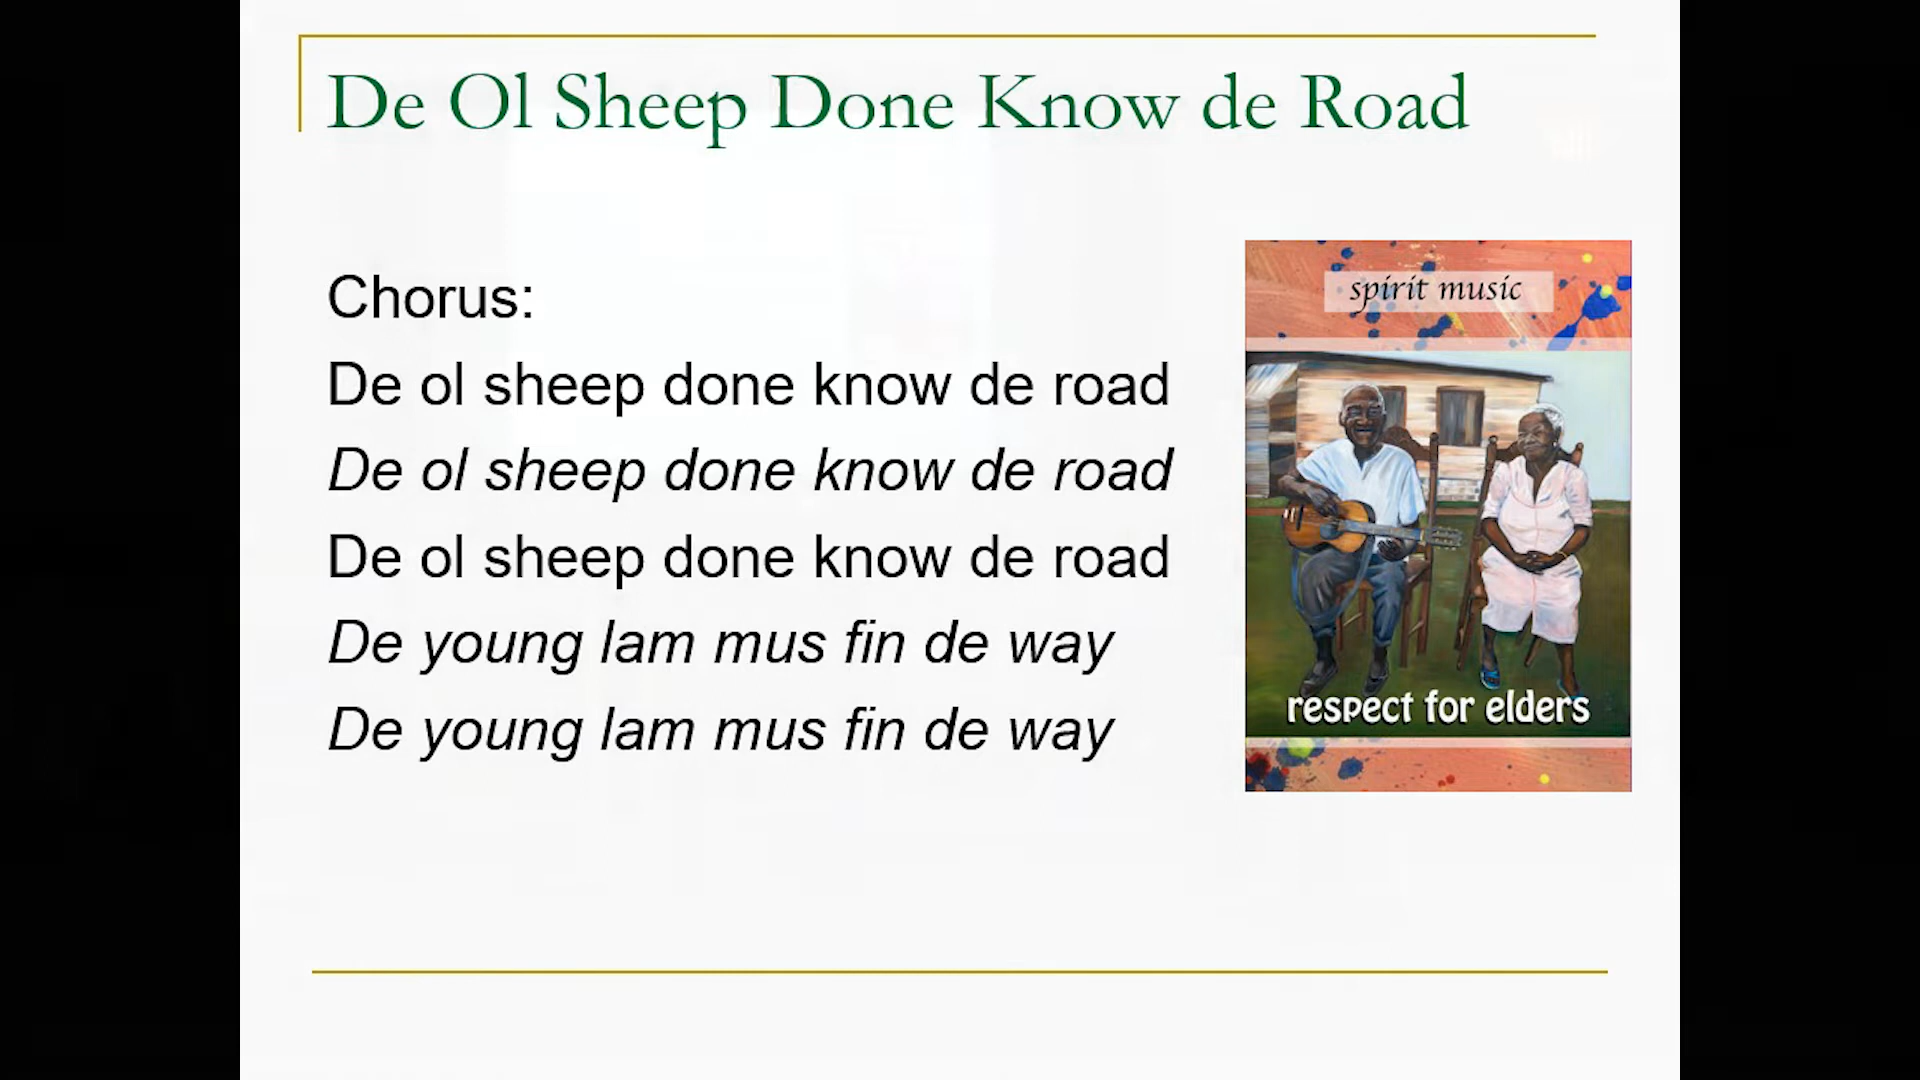 De Ol Sheep Done Know de Road
Chorus:
De ol sheep done know de road
De ol sheep done know de road
De ol sheep done know de road
De young lam mus fin de way
De young lam mus fin de way
spirit music
respect for elders